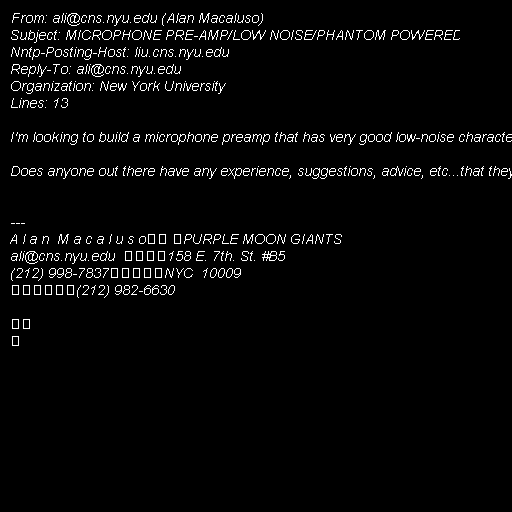 From: ali@cns.nyu.edu (Alan Macaluso)
Subject: MICROPHONE PRE-AMP/LOW NOISE/PHANTOM POWERED
Nntp-Posting-Host: liu.cns.nyu.edu
Reply-To: ali@cns.nyu.edu
Organization: New York University
Lines: 13
I'm looking to build a microphone preamp that has very good low-noise characte
Does anyone out there have any experience, suggestions, advice, etc...that they
---
A l a n  M a c a l u s o▯▯ ▯PURPLE MOON GIANTS
ali@cns.nyu.edu  ▯▯▯▯158 E. 7th. St. #B5
(212) 998-7837▯▯▯▯▯NYC  10009
▯▯▯▯▯▯(212) 982-6630
▯▯
▯